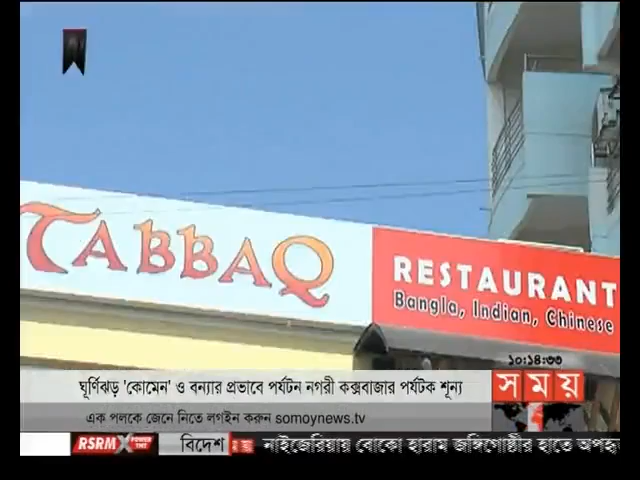 TABBAQ
RESTAURANT
Bangla, Indian, Chinese
১০:১৪:৩৩
ঘূর্ণিঝড় 'কোমেন' ও বন্যার প্রভাবে পর্যটন নগরী কক্সবাজার পর্যটক শূন্য
সময়
এক পলকে জেনে নিতে লগইন করুন somoynews.tv
RSRM X বিদেশ নাইজেরিয়ায় বোকো হারাম জঙ্গিগোষ্ঠীর হাতে অপহৃ